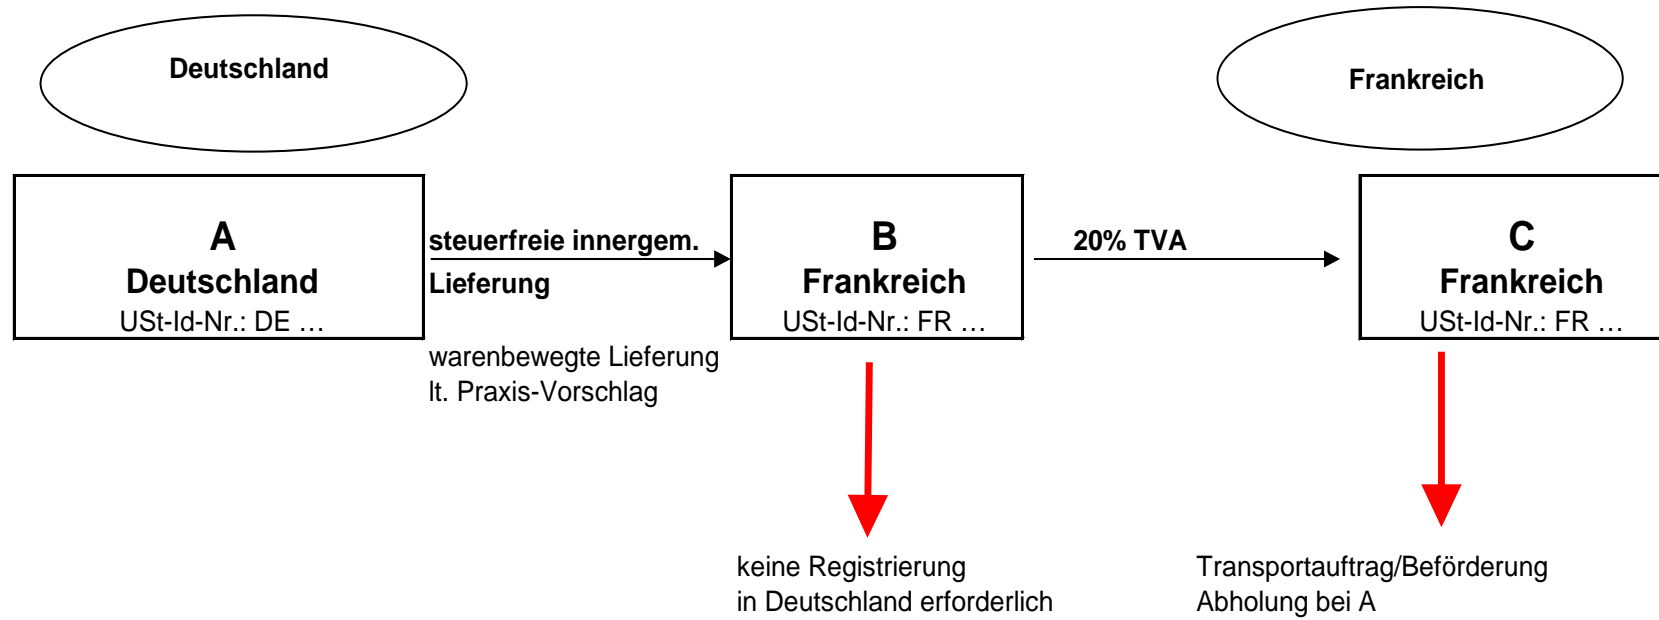 Deutschland
Frankreich
A
Deutschland
USt-Id-Nr.: DE …
steuerfreie innergem.
Lieferung
warenbewegte Lieferung
lt. Praxis-Vorschlag
B
Frankreich
USt-Id-Nr.: FR …
20% TVA
C
Frankreich
USt-Id-Nr.: FR …
keine Registrierung
in Deutschland erforderlich
Transportauftrag/Beförderung
Abholung bei A